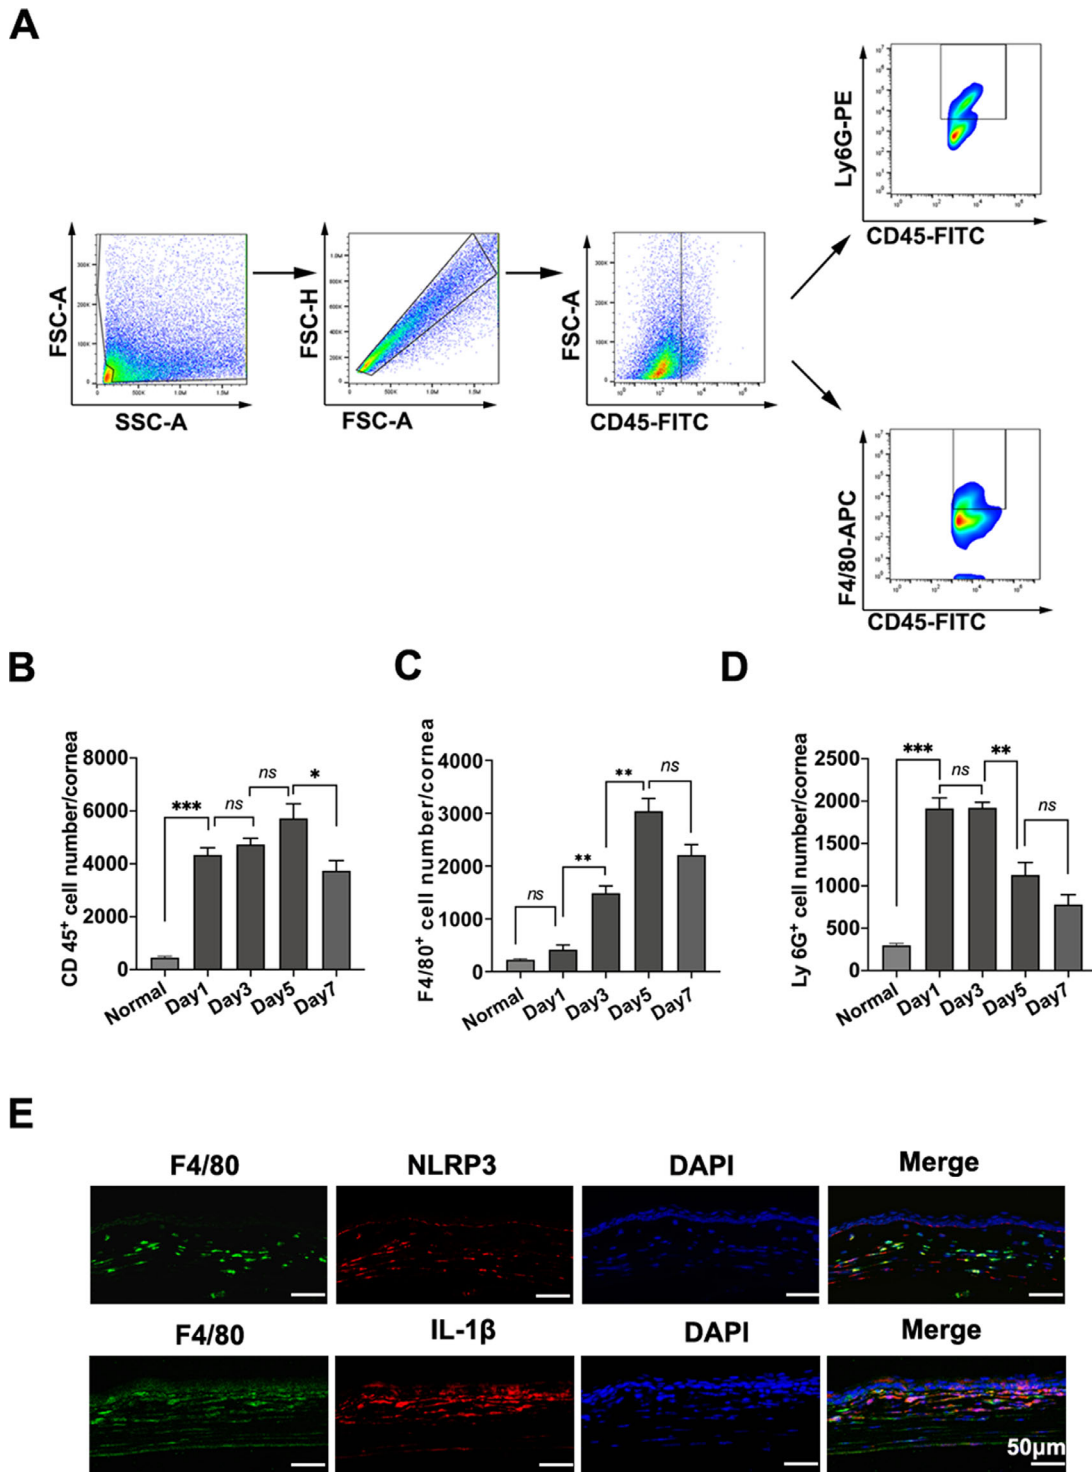 A
Ly6G-PE
CD45-FITC
FSC-A
SSC-A
FSC-H
FSC-A
FSC-A
CD45-FITC
F4/80-APC
CD45-FITC
B
CD 45⁺ cell number/cornea
8000
6000
4000
2000
0
***
ns
ns
*
Normal
Day1
Day3
Day5
Day7
C
F4/80⁺ cell number/cornea
4000
3000
2000
1000
0
ns
**
**
ns
Normal
Day1
Day3
Day5
Day7
D
Ly 6G⁺ cell number/cornea
2500
2000
1500
1000
500
0
***
ns
**
ns
Normal
Day1
Day3
Day5
Day7
E
F4/80 NLRP3 DAPI Merge
F4/80 IL-1β DAPI Merge
50μm